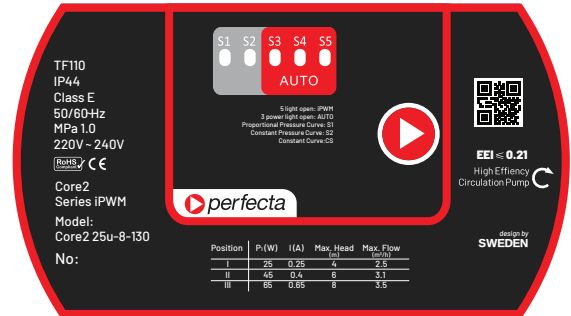 S1 S2 S3 S4 S5
AUTO
5 light open: iPWM
3 power light open: AUTO
Proportional Pressure Curve: S1
Constant Pressure Curve: S2
Constant Curve: CS
TF110
IP44
Class E
50/60-Hz
MPa 1.0
220V ~ 240V
RoHS
Compliant
CE
Core2
Series iPWM
Model:
Core2 25u-8-130
No:
perfecta
EEI ≤ 0.21
High Effiency
Circulation Pump
design by
SWEDEN
Position P₁(W) I(A) Max. Head (m) Max. Flow (m³/h)
I 25 0.25 4 2.5
II 45 0.4 6 3.1
III 65 0.65 8 3.5